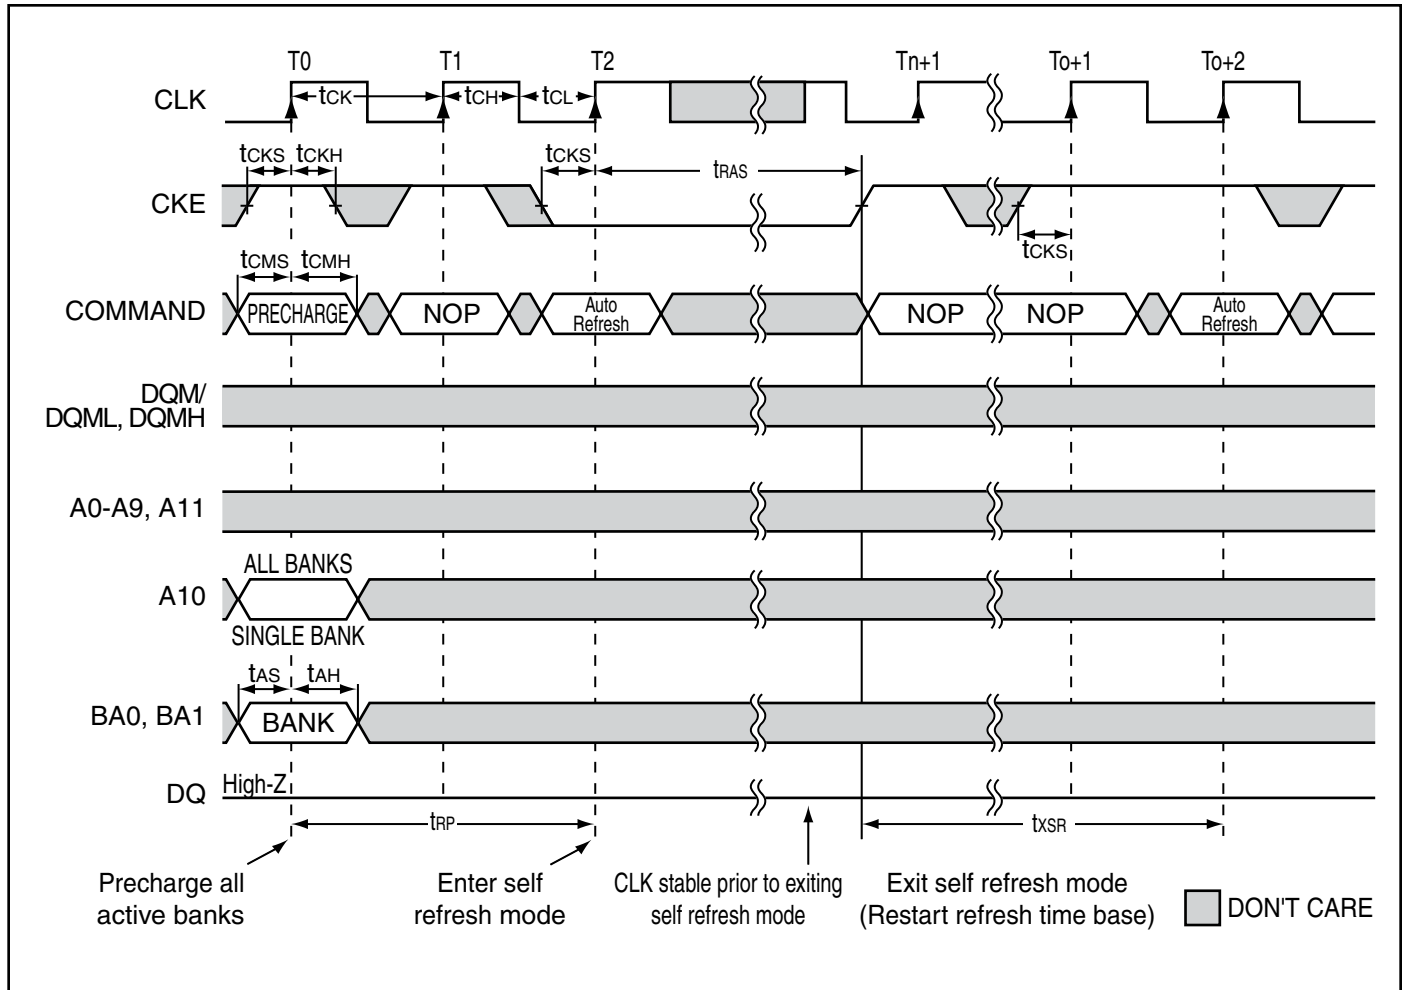 T0 T1 T2 Tn+1 To+1 To+2
CLK tCK tCH tCL
tCKS tCKH tCKS tRAS
CKE
tCKS
tCMS tCMH
COMMAND PRECHARGE NOP Auto Refresh NOP NOP Auto Refresh
DQM/
DQML, DQMH
A0-A9, A11
ALL BANKS
A10
SINGLE BANK
tAS tAH
BA0, BA1 BANK
DQ High-Z
tRP tXSR
Precharge all
active banks
Enter self
refresh mode
CLK stable prior to exiting
self refresh mode
Exit self refresh mode
(Restart refresh time base)
DON'T CARE